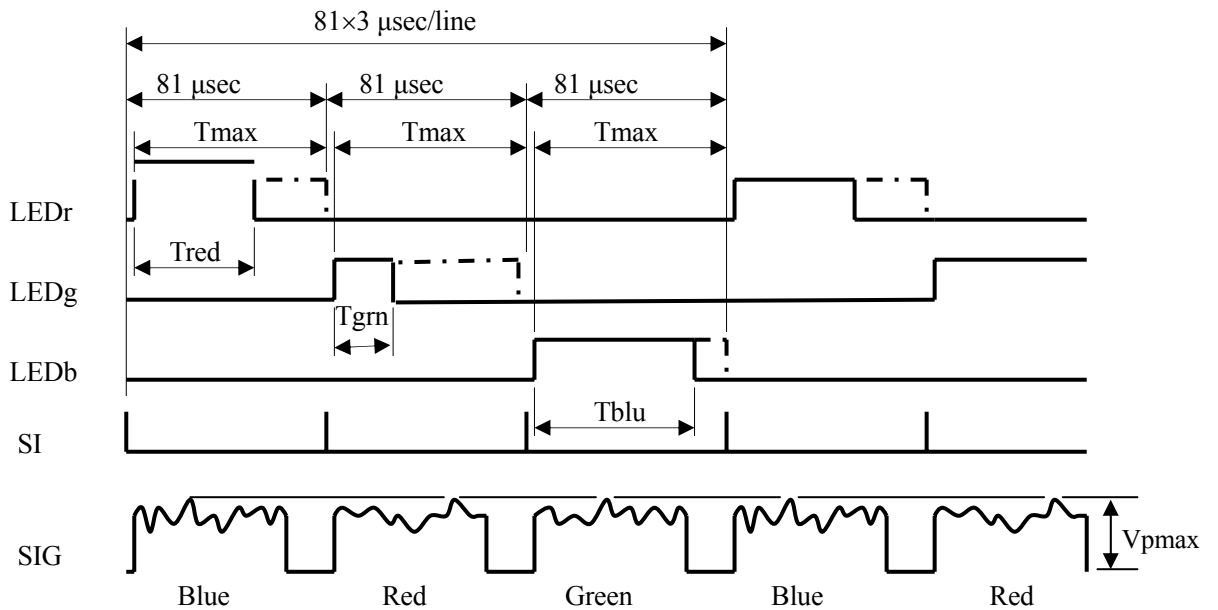 81×3 μsec/line
81 μsec 81 μsec 81 μsec
Tmax Tmax Tmax
LEDr
Tred
LEDg
Tgrn
LEDb
Tblu
SI
SIG
Vpmax
Blue Red Green Blue Red